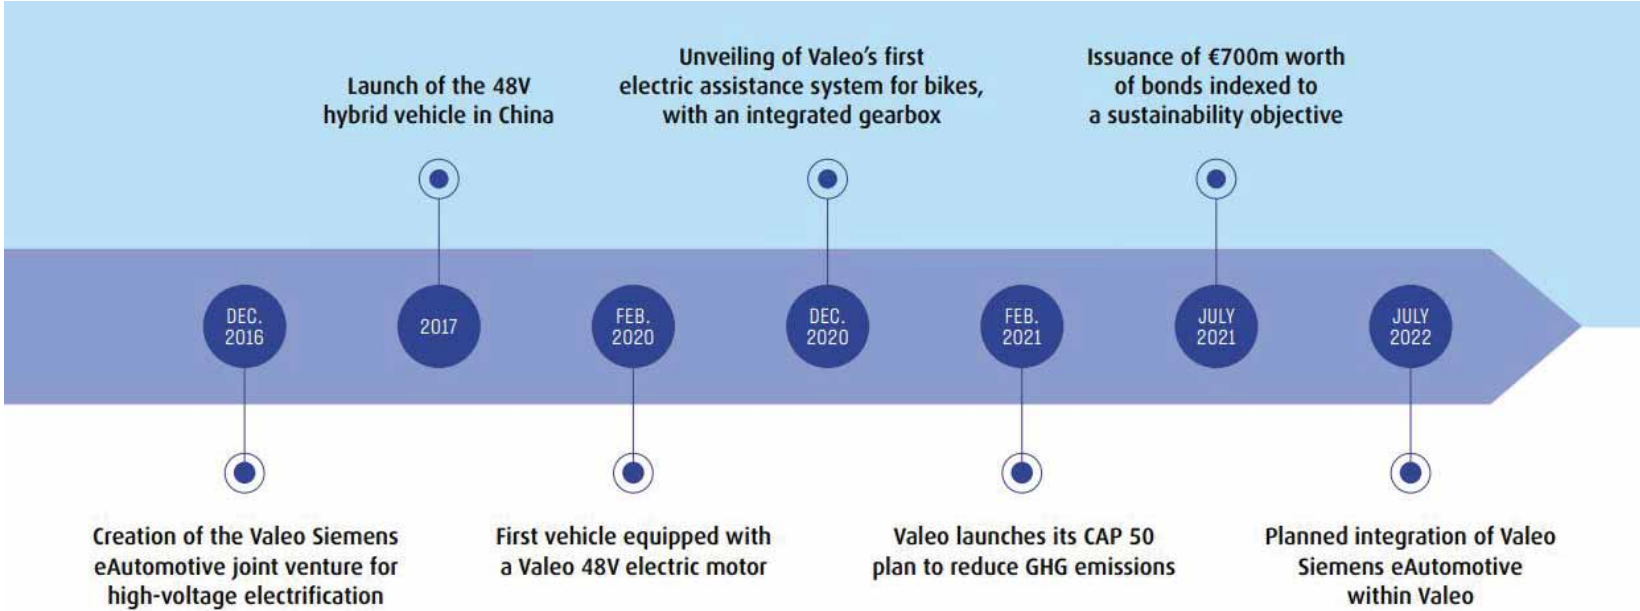 Launch of the 48V
hybrid vehicle in China
Unveiling of Valeo's first
electric assistance system for bikes,
with an integrated gearbox
Issuance of €700m worth
of bonds indexed to
a sustainability objective
DEC.
2016
2017
FEB.
2020
DEC.
2020
FEB.
2021
JULY
2021
JULY
2022
Creation of the Valeo Siemens
eAutomotive joint venture for
high-voltage electrification
First vehicle equipped with
a Valeo 48V electric motor
Valeo launches its CAP 50
plan to reduce GHG emissions
Planned integration of Valeo
Siemens eAutomotive
within Valeo